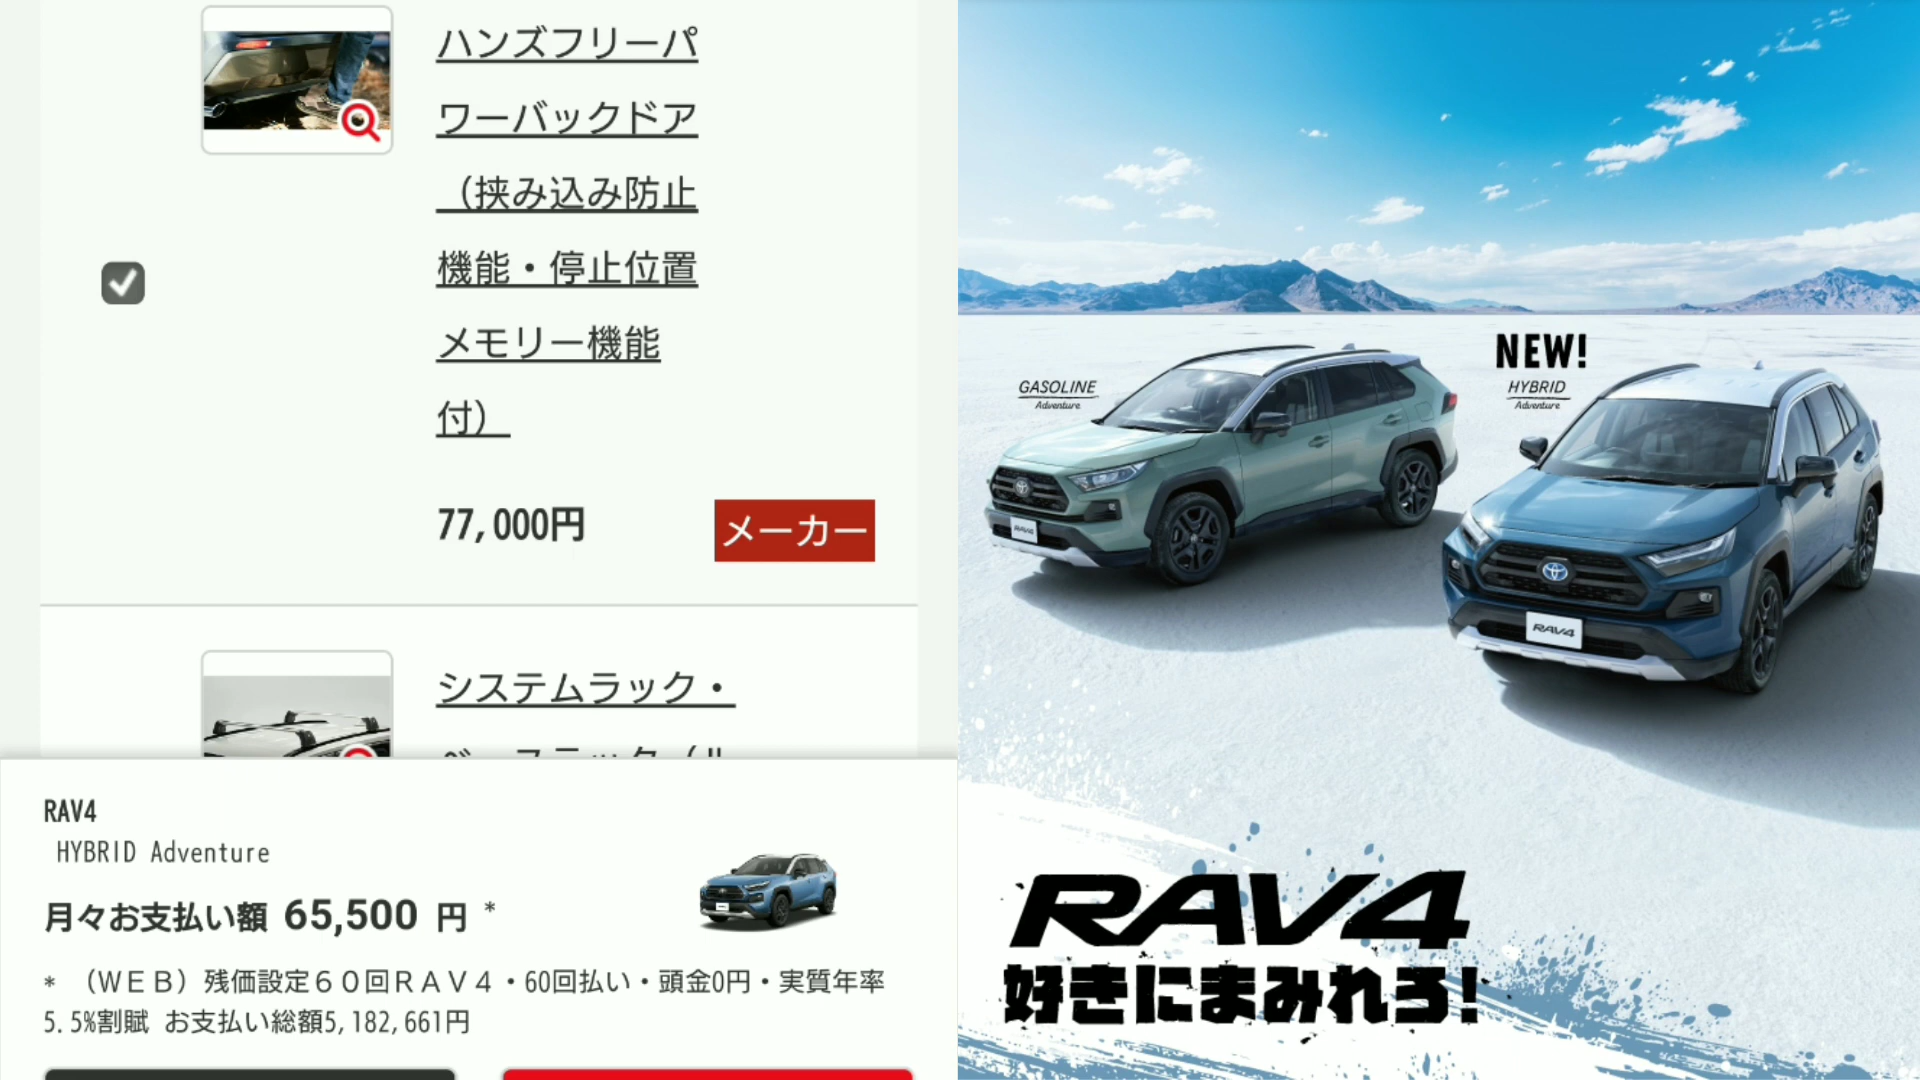 ハンズフリーパ
ワーバックドア
（挟み込み防止
機能・停止位置
メモリー機能
付）
77,000円
メーカー
システムラック・
RAV4
HYBRID Adventure
月々お支払い額 65,500 円 *
* （ＷＥＢ）残価設定６０回ＲＡＶ４・60回払い・頭金0円・実質年率
5.5%割賦 お支払い総額5,182,661円
GASOLINE
Adventure
NEW!
HYBRID
Adventure
RAV4
RAV4
RAV4
好きにまみれろ!